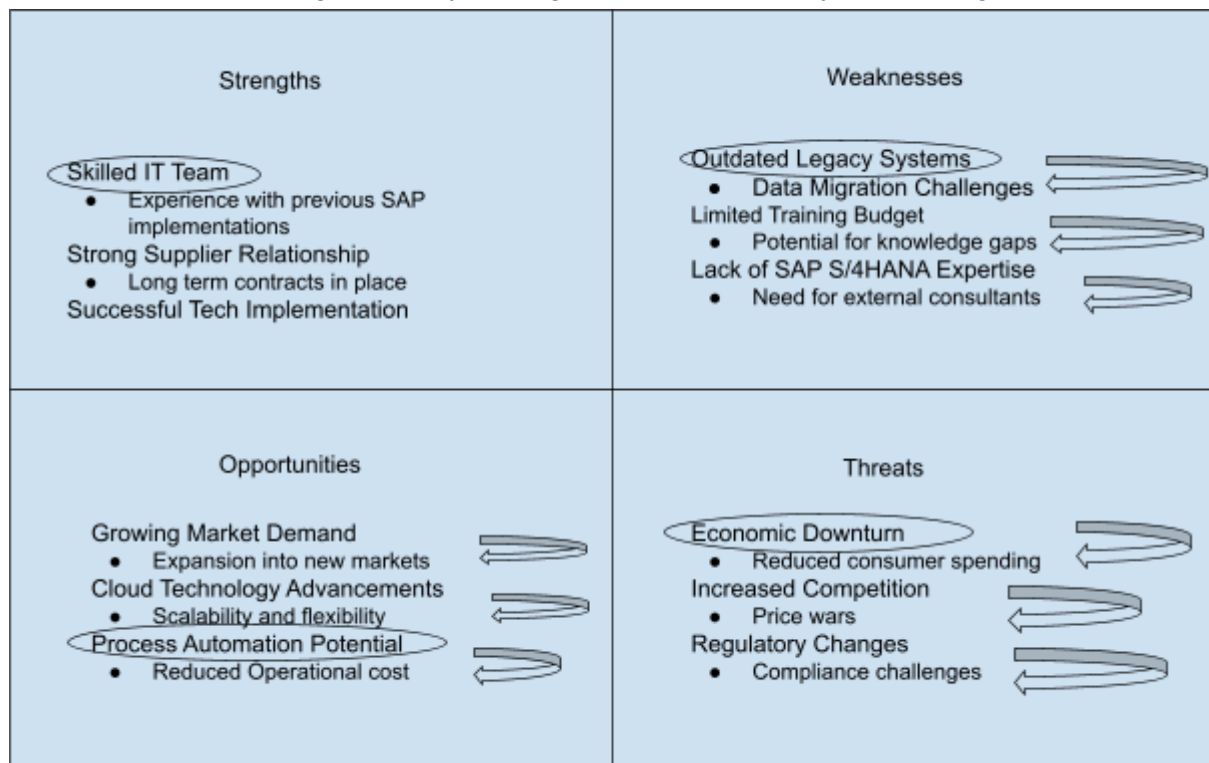 Strengths
Skilled IT Team
● Experience with previous SAP
implementations
Strong Supplier Relationship
● Long term contracts in place
Successful Tech Implementation
Weaknesses
Outdated Legacy Systems
● Data Migration Challenges
Limited Training Budget
● Potential for knowledge gaps
Lack of SAP S/4HANA Expertise
● Need for external consultants
Opportunities
Growing Market Demand
● Expansion into new markets
Cloud Technology Advancements
● Scalability and flexibility
Process Automation Potential
● Reduced Operational cost
Threats
Economic Downturn
● Reduced consumer spending
Increased Competition
● Price wars
Regulatory Changes
● Compliance challenges